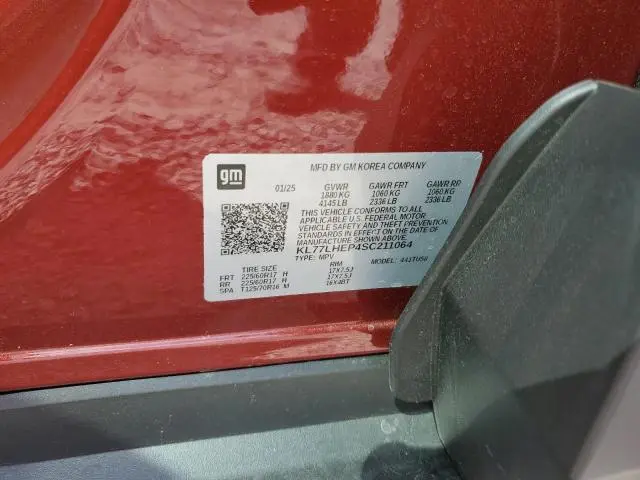 gm
MFD BY GM KOREA COMPANY
01/25 GVWR GAWR FRT GAWR RR
1880 KG 1060 KG 1060 KG
4145 LB 2336 LB 2336 LB
THIS VEHICLE CONFORMS TO ALL
APPLICABLE U.S. FEDERAL MOTOR
VEHICLE SAFETY AND THEFT PREVENTION
STANDARDS IN EFFECT ON THE DATE OF
MANUFACTURE SHOWN ABOVE.
KL77LHEP4SC211064
TYPE: MPV MODEL:
TIRE SIZE RIM
FRT 225/60R17 H 17X7.5J
RR 225/60R17 H 17X7.5J
SPA T125/70R16 M 16X4BT